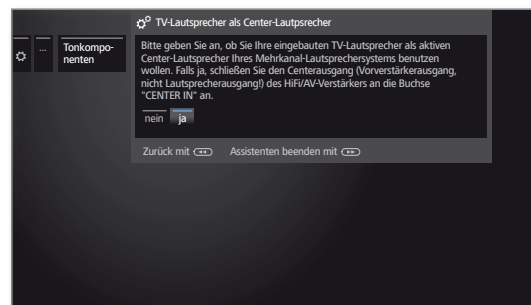 TV-Lautsprecher als Center-Lautpsrecher
...
Tonkompo-
nenten
Bitte geben Sie an, ob Sie Ihre eingebauten TV-Lautsprecher als aktiven
Center-Lautsprecher Ihres Mehrkanal-Lautsprechersystems benutzen
wollen. Falls ja, schließen Sie den Centerausgang (Vorverstärkerausgang,
nicht Lautsprecherausgang!) des HiFi/AV-Verstärkers an die Buchse
"CENTER IN" an.
nein ja
Zurück mit Assistenten beenden mit